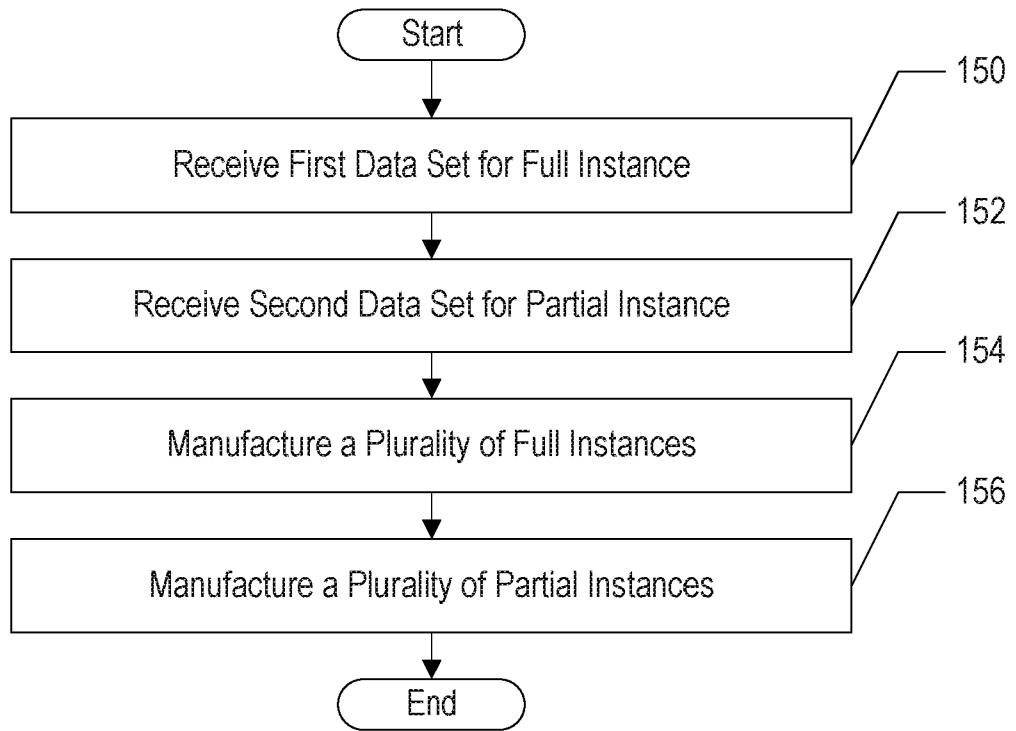 Start
150
Receive First Data Set for Full Instance
152
Receive Second Data Set for Partial Instance
154
Manufacture a Plurality of Full Instances
156
Manufacture a Plurality of Partial Instances
End